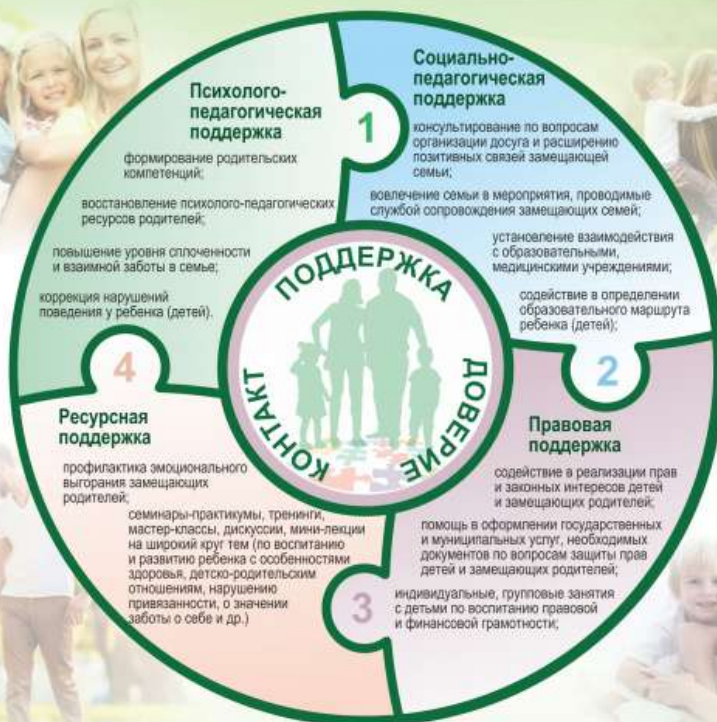 Психолого-
педагогическая
поддержка
формирование родительских
компетенций;
восстановление психолого-педагогических
ресурсов родителей;
повышение уровня сплоченности
и взаимной заботы в семье;
коррекция нарушений
поведения у ребенка (детей).
1
Социально-
педагогическая
поддержка
консультирование по вопросам
организации досуга и расширению
позитивных связей замещающей
семьи;
вовлечение семьи в мероприятия, проводимые
службой сопровождения замещающих семей;
установление взаимодействия
с образовательными,
медицинскими учреждениями;
содействие в определении
образовательного маршрута
ребенка (детей);
2
Правовая
поддержка
содействие в реализации прав
и законных интересов детей
и замещающих родителей;
помощь в оформлении государственных
и муниципальных услуг, необходимых
документов по вопросам защиты прав
детей и замещающих родителей;
индивидуальные, групповые занятия
с детьми по воспитанию правовой
и финансовой грамотности;
3
4
Ресурсная
поддержка
профилактика эмоционального
выгорания замещающих
родителей;
семинары-практикумы, тренинги,
мастер-классы, дискуссии, мини-лекции
на широкий круг тем (по воспитанию
и развитию ребенка с особенностями
здоровья, детско-родительским
отношениям, нарушению
привязанности, о значении
заботы о себе и др.)
ПОДДЕРЖКА
ДОВЕРИЕ
КОНТАКТ